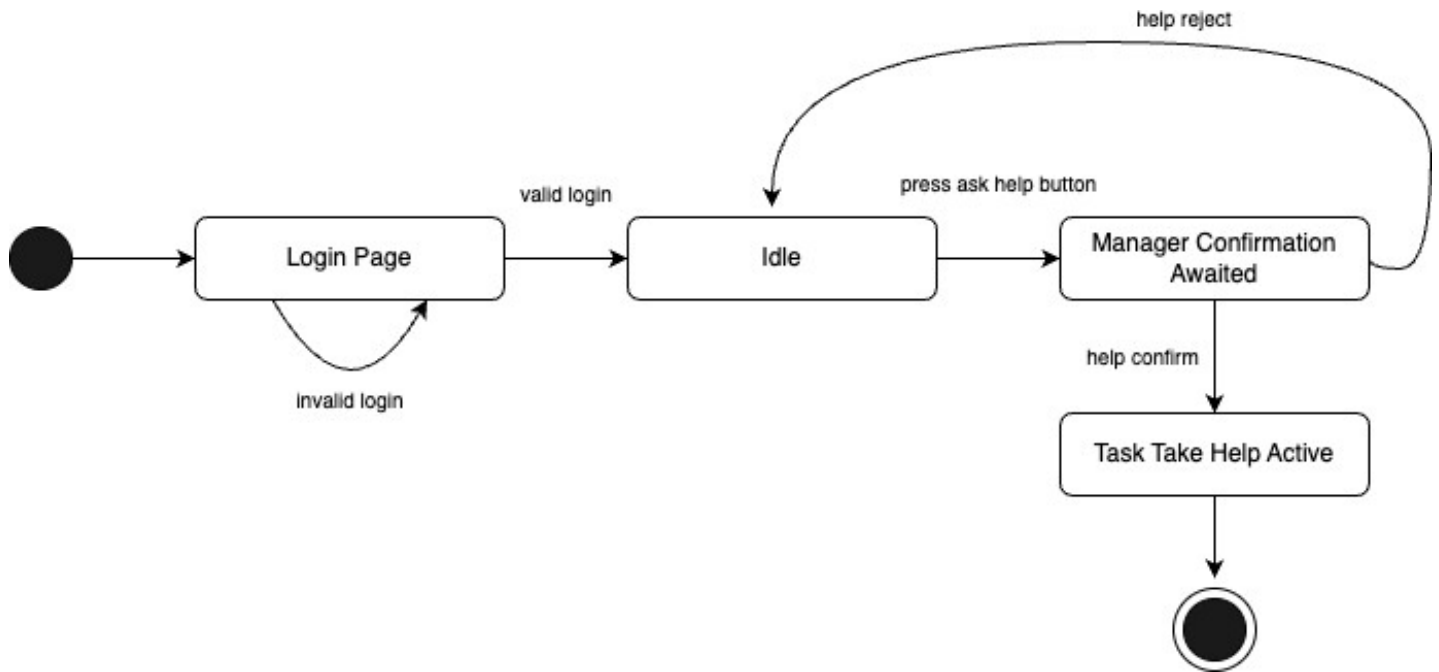 help reject
valid login
press ask help button
Login Page
Idle
Manager Confirmation
Awaited
invalid login
help confirm
Task Take Help Active